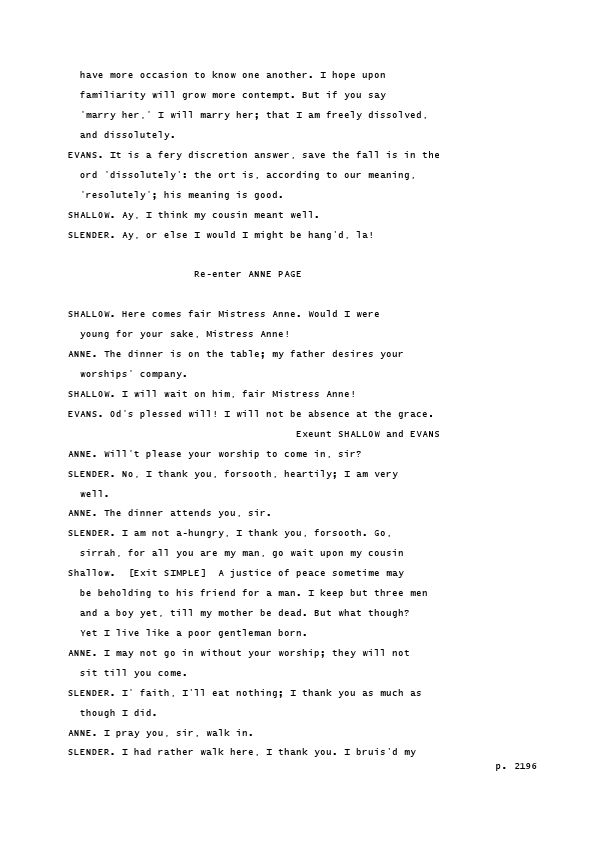 have more occasion to know one another. I hope upon
familiarity will grow more contempt. But if you say
'marry her,' I will marry her; that I am freely dissolved,
and dissolutely.
EVANS. It is a fery discretion answer, save the fall is in the
ord 'dissolutely': the ort is, according to our meaning,
'resolutely'; his meaning is good.
SHALLOW. Ay, I think my cousin meant well.
SLENDER. Ay, or else I would I might be hang'd, la!
Re-enter ANNE PAGE
SHALLOW. Here comes fair Mistress Anne. Would I were
young for your sake, Mistress Anne!
ANNE. The dinner is on the table; my father desires your
worships' company.
SHALLOW. I will wait on him, fair Mistress Anne!
EVANS. Od's plessed will! I will not be absence at the grace.
Exeunt SHALLOW and EVANS
ANNE. Will't please your worship to come in, sir?
SLENDER. No, I thank you, forsooth, heartily; I am very
well.
ANNE. The dinner attends you, sir.
SLENDER. I am not a-hungry, I thank you, forsooth. Go,
sirrah, for all you are my man, go wait upon my cousin
Shallow.  [Exit SIMPLE]  A justice of peace sometime may
be beholding to his friend for a man. I keep but three men
and a boy yet, till my mother be dead. But what though?
Yet I live like a poor gentleman born.
ANNE. I may not go in without your worship; they will not
sit till you come.
SLENDER. I' faith, I'll eat nothing; I thank you as much as
though I did.
ANNE. I pray you, sir, walk in.
SLENDER. I had rather walk here, I thank you. I bruis'd my
p. 2196